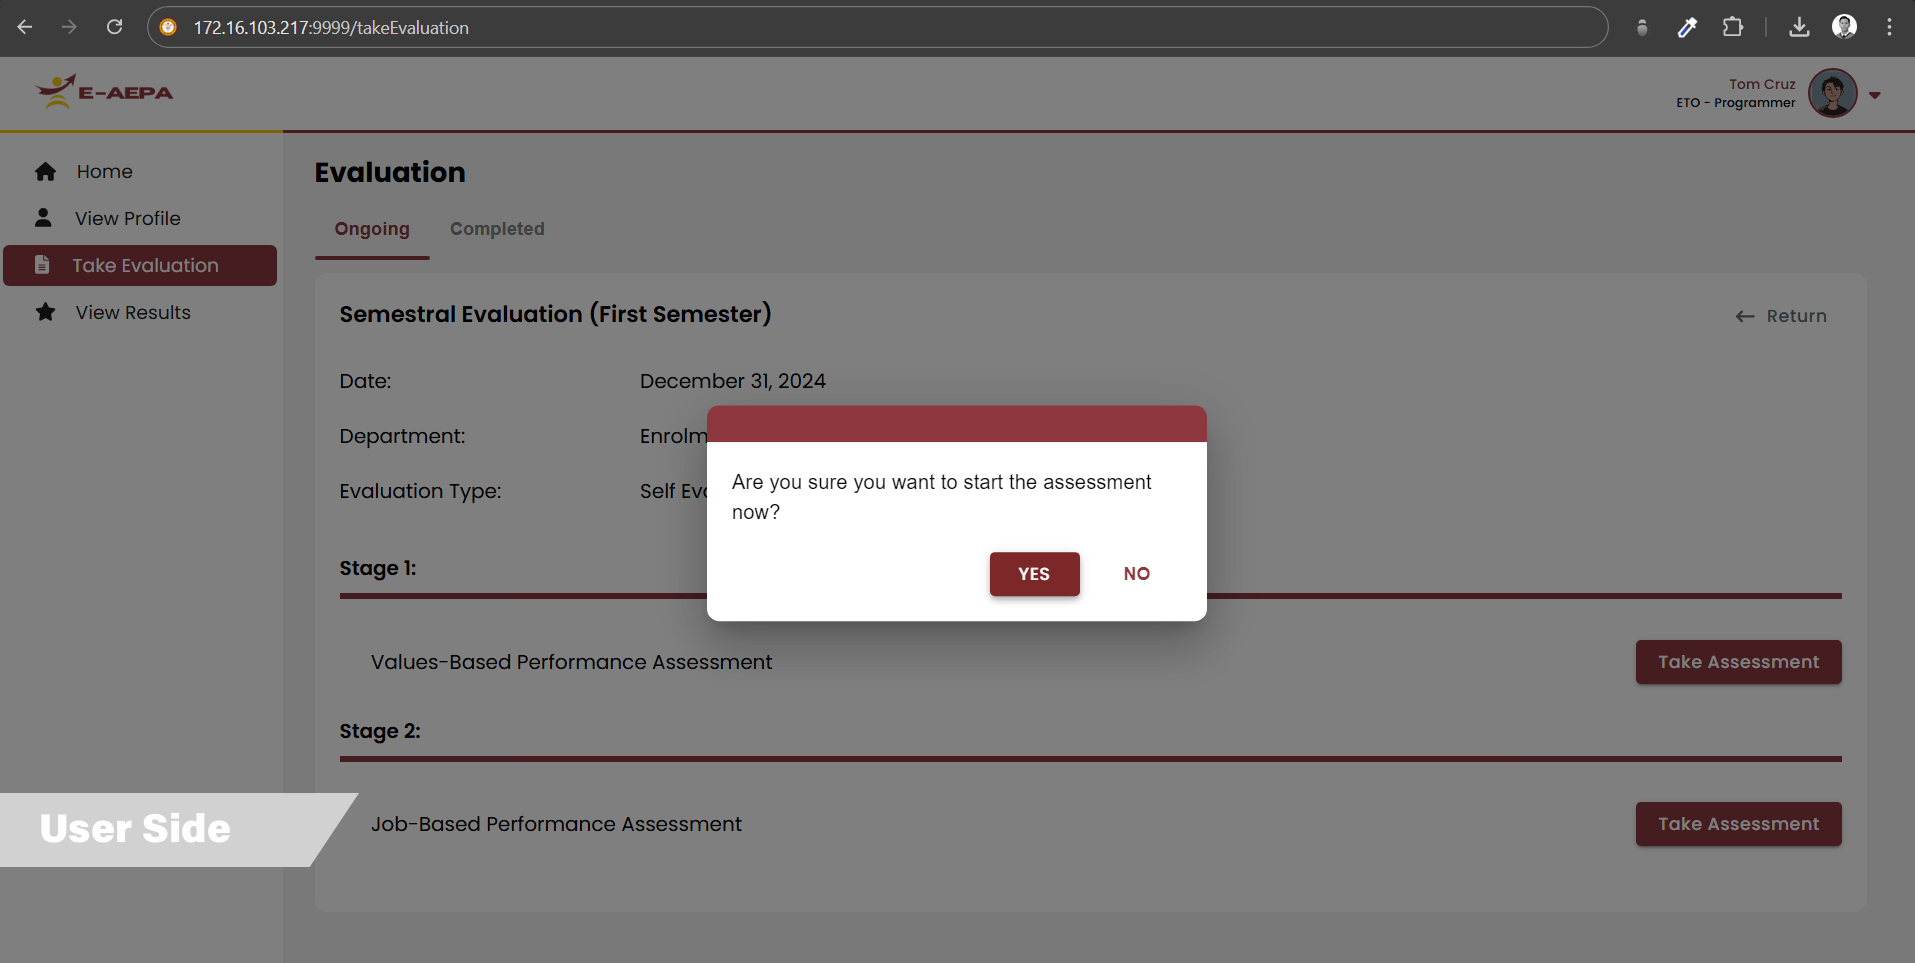 172.16.103.217:9999/takeEvaluation
E-AEPA
Tom Cruz
ETO - Programmer
Home
View Profile
Take Evaluation
View Results
Evaluation
Ongoing
Completed
Semestral Evaluation (First Semester)
Return
Date:
December 31, 2024
Department:
Evaluation Type:
Self
Are you sure you want to start the assessment
now?
YES
NO
Stage 1:
Values-Based Performance Assessment
Take Assessment
Stage 2:
Job-Based Performance Assessment
Take Assessment
User Side